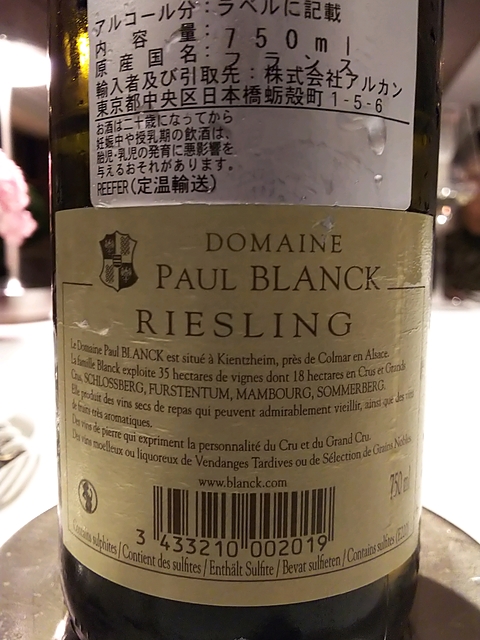 アルコール分:ラベルに記載
内容量:750ml
原産国名:フランス
輸入者及び引取先:株式会社アルカン
東京都中央区日本橋蛎殻町1-5-6
お酒は二十歳になってから
妊娠中や授乳期の飲酒は、
胎児・乳児の発育に悪影響を
与えるおそれがあります。
REEFER(定温輸送)
DOMAINE
PAUL BLANCK
RIESLING
Le Domaine Paul BLANCK est situé à Kientzheim, près de Colmar en Alsace.
La famille Blanck exploite 35 hectares de vignes dont 18 hectares en Crus et Grands
Crus, SCHLOSSBERG, FURSTENTUM, MAMBOURG, SOMMERBERG.
Elle produit des vins secs de repas qui peuvent admirablement vieillir, ainsi que des vins
de fruits très aromatiques.
Des vins de pierre qui expriment la personnalité du Cru et du Grand Cru.
Des vins moelleux ou liquoreux de Vendanges Tardives ou de Sélection de Grains Nobles.
www.blanck.com
750 ml
3 433210 002019
sulphites / Contient des sulfites / Enthält Sulfite / Bevat sulfieten / Contains sulfites